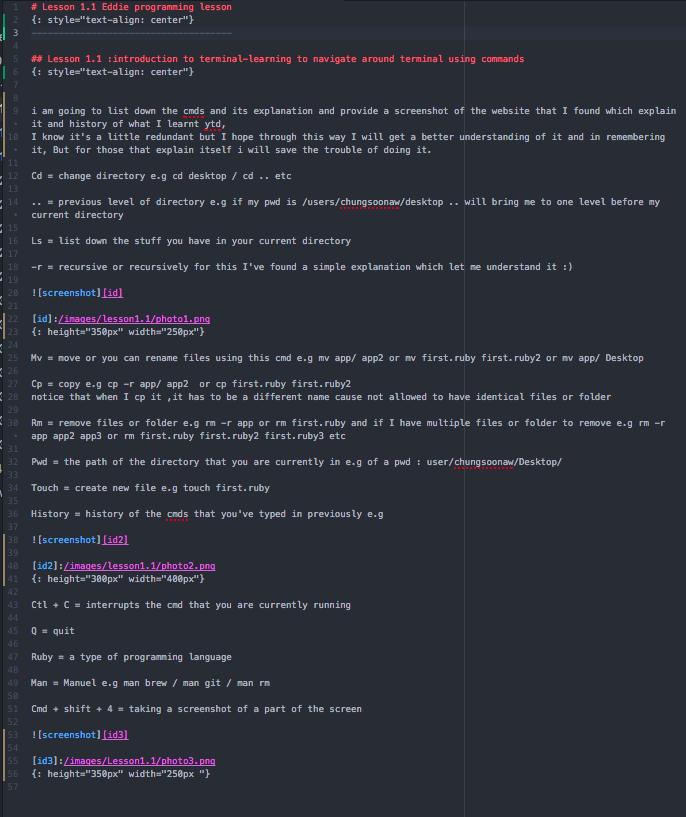 1 # Lesson 1.1 Eddie programming lesson
2 {: style="text-align: center"}
3 -------------------------------------
4
5 ## Lesson 1.1 :introduction to terminal-learning to navigate around terminal using commands
6 {: style="text-align: center"}
7
8
9 i am going to list down the cmds and its explanation and provide a screenshot of the website that I found which explain
• it and history of what I learnt ytd,
10 I know it's a little redundant but I hope through this way I will get a better understanding of it and in remembering
• it, But for those that explain itself i will save the trouble of doing it.
11
12 Cd = change directory e.g cd desktop / cd .. etc
13
14 .. = previous level of directory e.g if my pwd is /users/chungsoonaw/desktop .. will bring me to one level before my
• current directory
15
16 Ls = list down the stuff you have in your current directory
17
18 -r = recursive or recursively for this I've found a simple explanation which let me understand it :)
19
20 ![screenshot][id]
21
22 [id]:/images/lesson1.1/photo1.png
23 {: height="350px" width="250px"}
24
25 Mv = move or you can rename files using this cmd e.g mv app/ app2 or mv first.ruby first.ruby2 or mv app/ Desktop
26
27 Cp = copy e.g cp -r app/ app2  or cp first.ruby first.ruby2
28 notice that when I cp it ,it has to be a different name cause not allowed to have identical files or folder
29
30 Rm = remove files or folder e.g rm -r app or rm first.ruby and if I have multiple files or folder to remove e.g rm -r
• app app2 app3 or rm first.ruby first.ruby2 first.ruby3 etc
31
32 Pwd = the path of the directory that you are currently in e.g of a pwd : user/chungsoonaw/Desktop/
33
34 Touch = create new file e.g touch first.ruby
35
36 History = history of the cmds that you've typed in previously e.g
37
38 ![screenshot][id2]
39
40 [id2]:/images/lesson1.1/photo2.png
41 {: height="300px" width="400px"}
42
43 Ctl + C = interrupts the cmd that you are currently running
44
45 Q = quit
46
47 Ruby = a type of programming language
48
49 Man = Manuel e.g man brew / man git / man rm
50
51 Cmd + shift + 4 = taking a screenshot of a part of the screen
52
53 ![screenshot][id3]
54
55 [id3]:/images/Lesson1.1/photo3.png
56 {: height="350px" width="250px "}
57